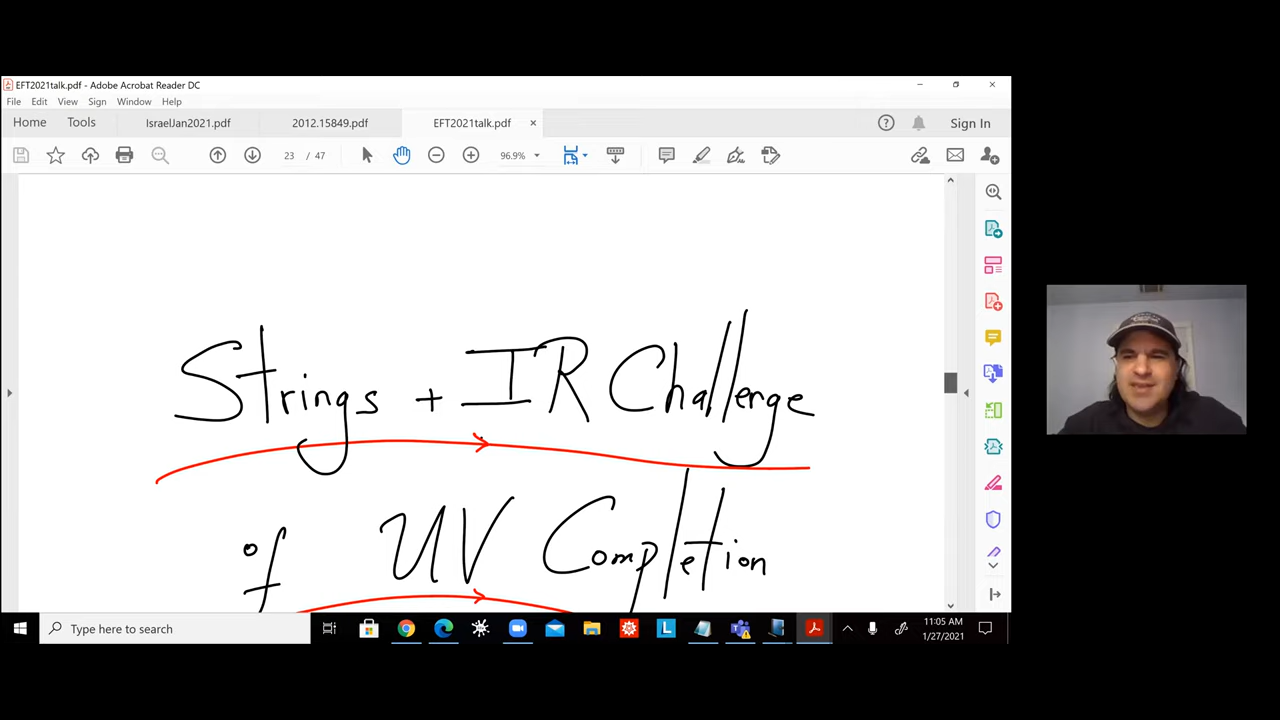 EFT2021talk.pdf - Adobe Acrobat Reader DC
File Edit View Sign Window Help
Home Tools IsraelJan2021.pdf 2012.15849.pdf EFT2021talk.pdf × Sign In
23 / 47 96.9%
Strings + IR Challenge
of UV Completion
Type here to search
11:05 AM
1/27/2021